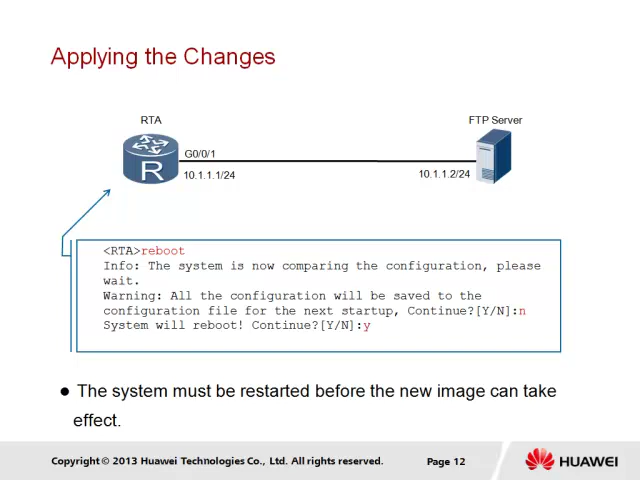 Applying the Changes
RTA
FTP Server
G0/0/1
10.1.1.1/24
10.1.1.2/24
R
<RTA>reboot
Info: The system is now comparing the configuration, please
wait.
Warning: All the configuration will be saved to the
configuration file for the next startup, Continue?[Y/N]:n
System will reboot! Continue?[Y/N]:y
● The system must be restarted before the new image can take
effect.
Copyright © 2013 Huawei Technologies Co., Ltd. All rights reserved.
Page 12
HUAWEI